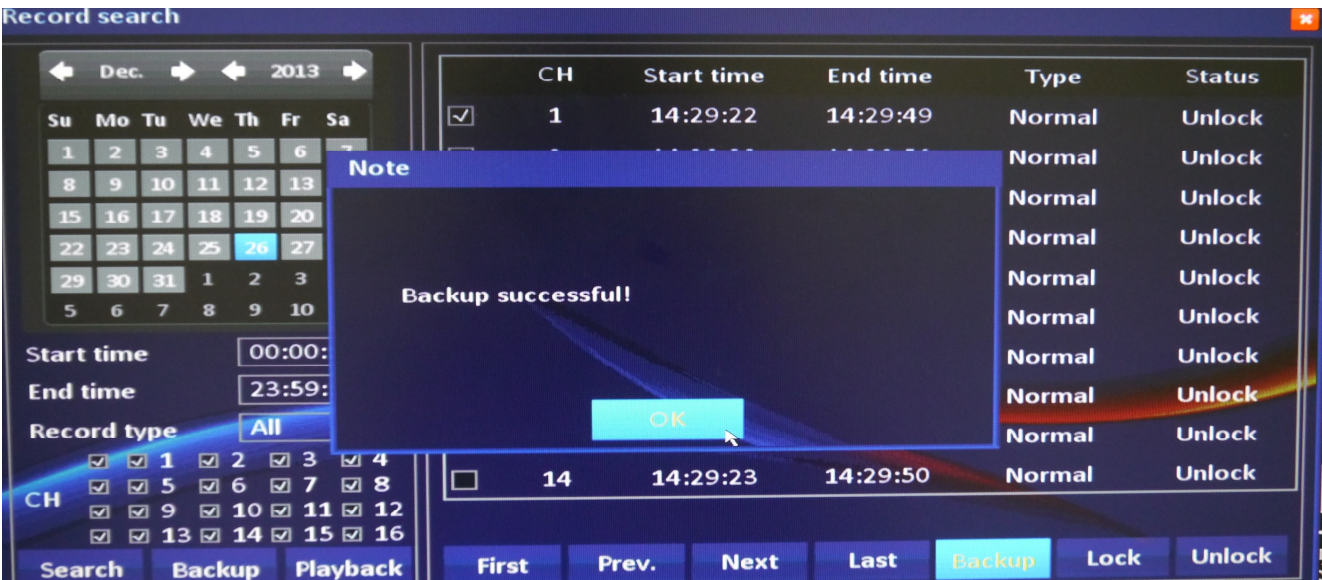 Record search
Dec. 2013
Su Mo Tu We Th Fr Sa
1 2 3 4 5 6
8 9 10 11 12 13
15 16 17 18 19 20
22 23 24 25 26 27
29 30 31 1 2 3
5 6 7 8 9 10
Start time 00:00:
End time 23:59:
Record type All
CH
1 2 3 4
5 6 7 8
9 10 11 12
13 14 15 16
Search Backup Playback
CH Start time End time Type Status
1 14:29:22 14:29:49 Normal Unlock
Normal Unlock
Normal Unlock
Normal Unlock
Normal Unlock
Normal Unlock
Normal Unlock
Normal Unlock
Normal Unlock
14 14:29:23 14:29:50 Normal Unlock
First Prev. Next Last Backup Lock Unlock
Note
Backup successful!
OK